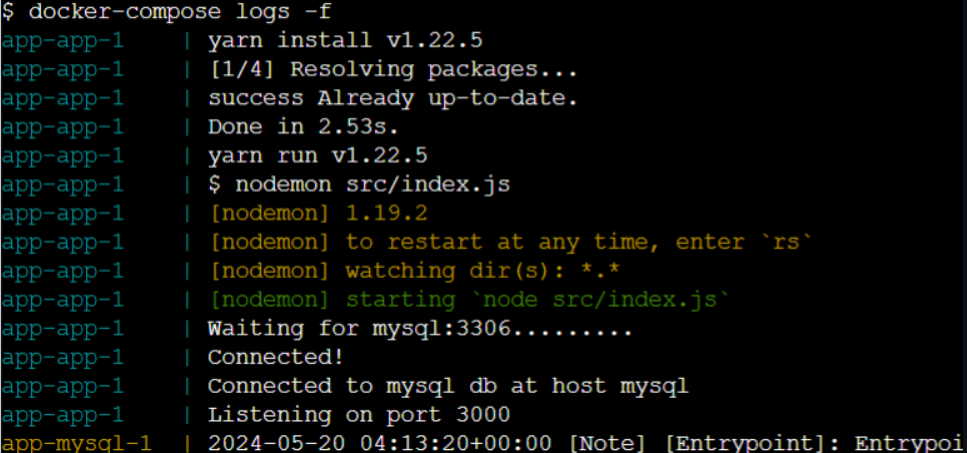 $ docker-compose logs -f
app-app-1 | yarn install v1.22.5
app-app-1 | [1/4] Resolving packages...
app-app-1 | success Already up-to-date.
app-app-1 | Done in 2.53s.
app-app-1 | yarn run v1.22.5
app-app-1 | $ nodemon src/index.js
app-app-1 | [nodemon] 1.19.2
app-app-1 | [nodemon] to restart at any time, enter `rs`
app-app-1 | [nodemon] watching dir(s): *.*
app-app-1 | [nodemon] starting `node src/index.js`
app-app-1 | Waiting for mysql:3306.........
app-app-1 | Connected!
app-app-1 | Connected to mysql db at host mysql
app-app-1 | Listening on port 3000
app-mysql-1 | 2024-05-20 04:13:20+00:00 [Note] [Entrypoint]: Entrypoi